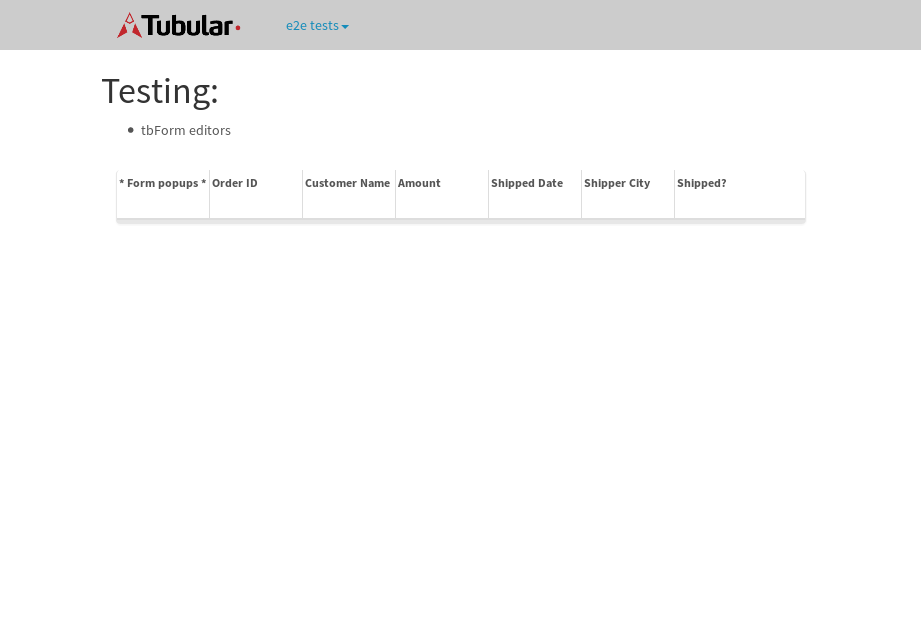 Tubular
e2e tests
Testing:
• tbForm editors
* Form popups * Order ID Customer Name Amount Shipped Date Shipper City Shipped?